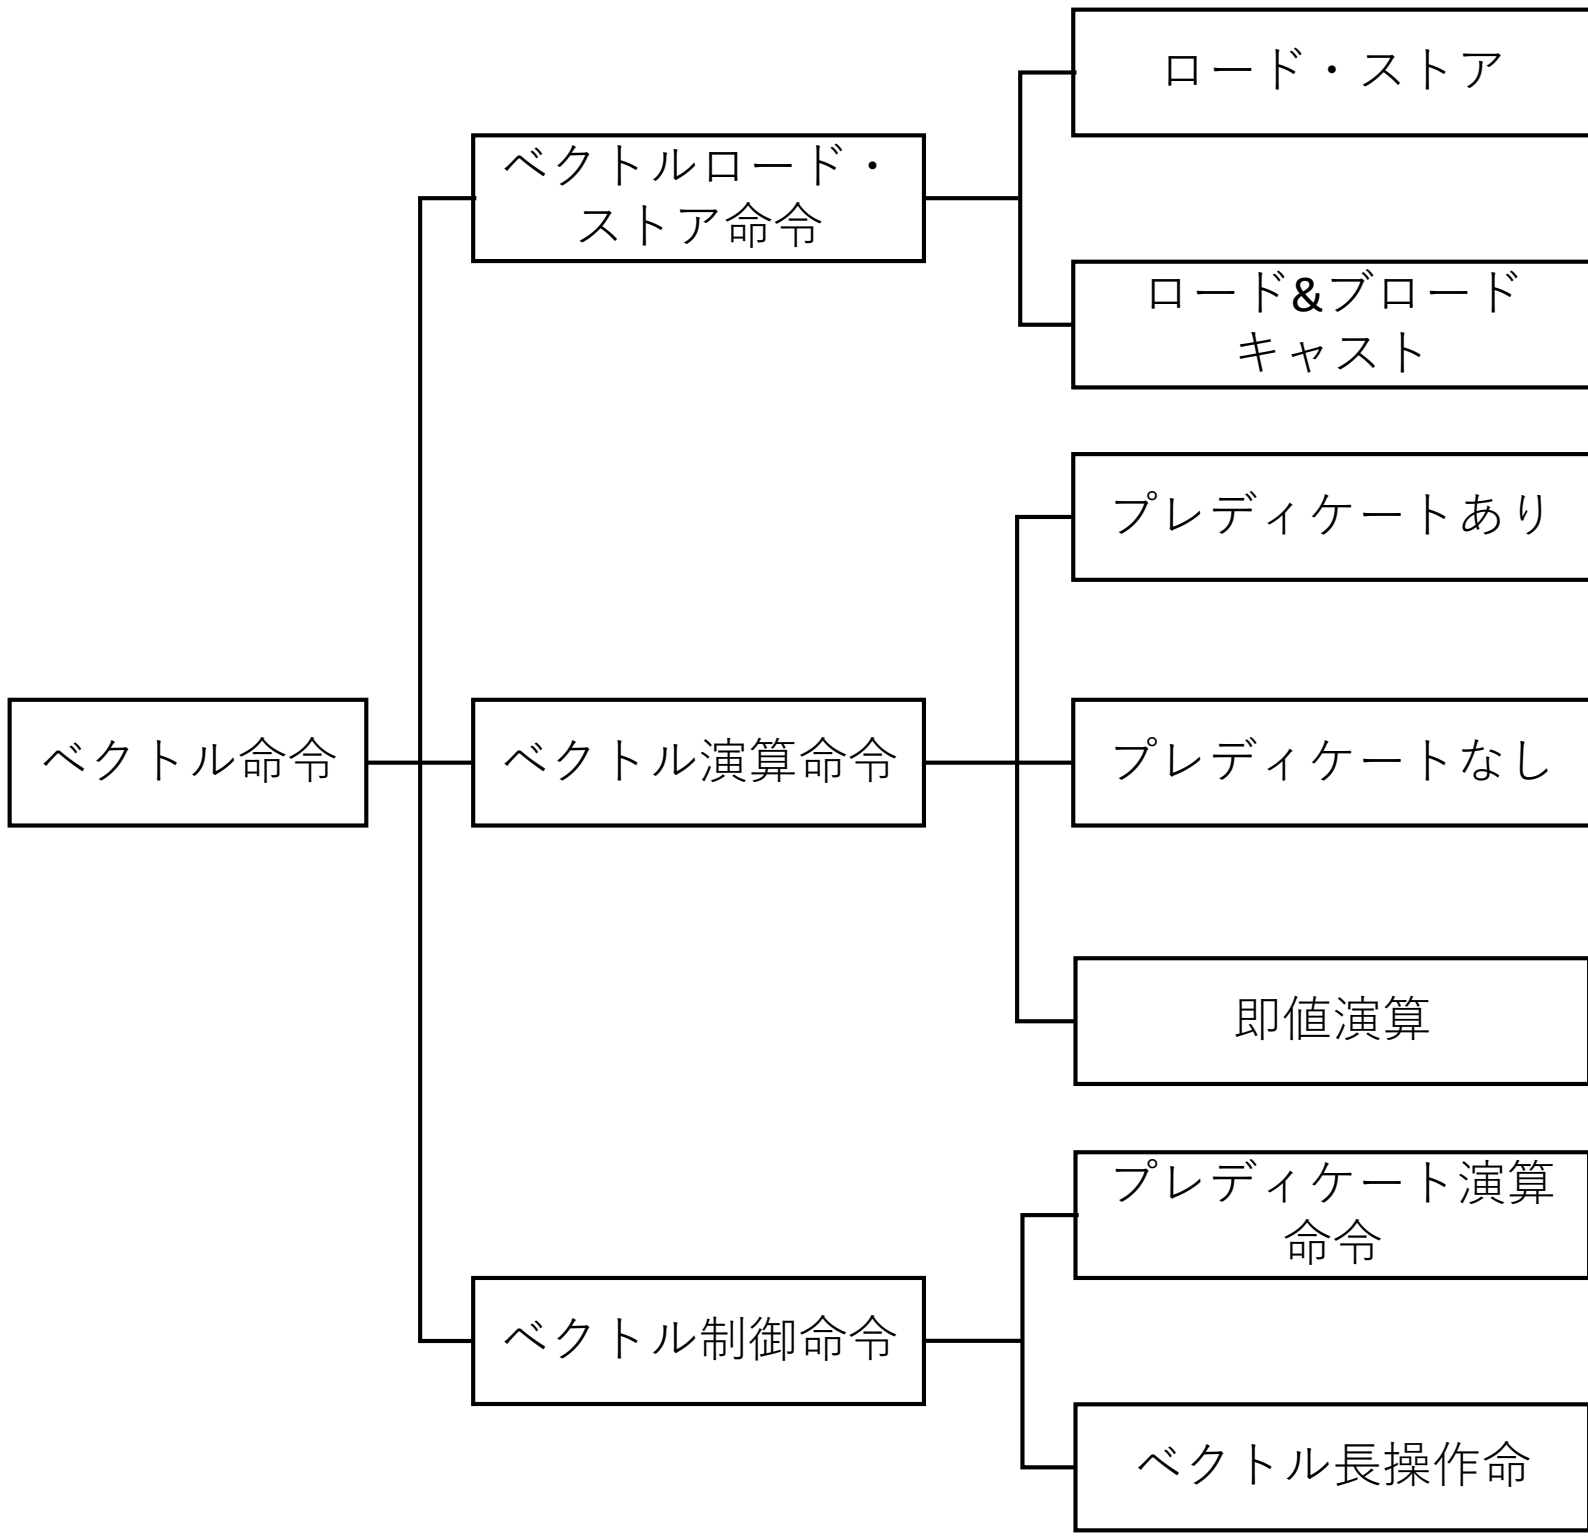 ロード・ストア
ベクトルロード・
ストア命令
ロード&ブロード
キャスト
プレディケートあり
ベクトル命令
ベクトル演算命令
プレディケートなし
即値演算
プレディケート演算
命令
ベクトル制御命令
ベクトル長操作命